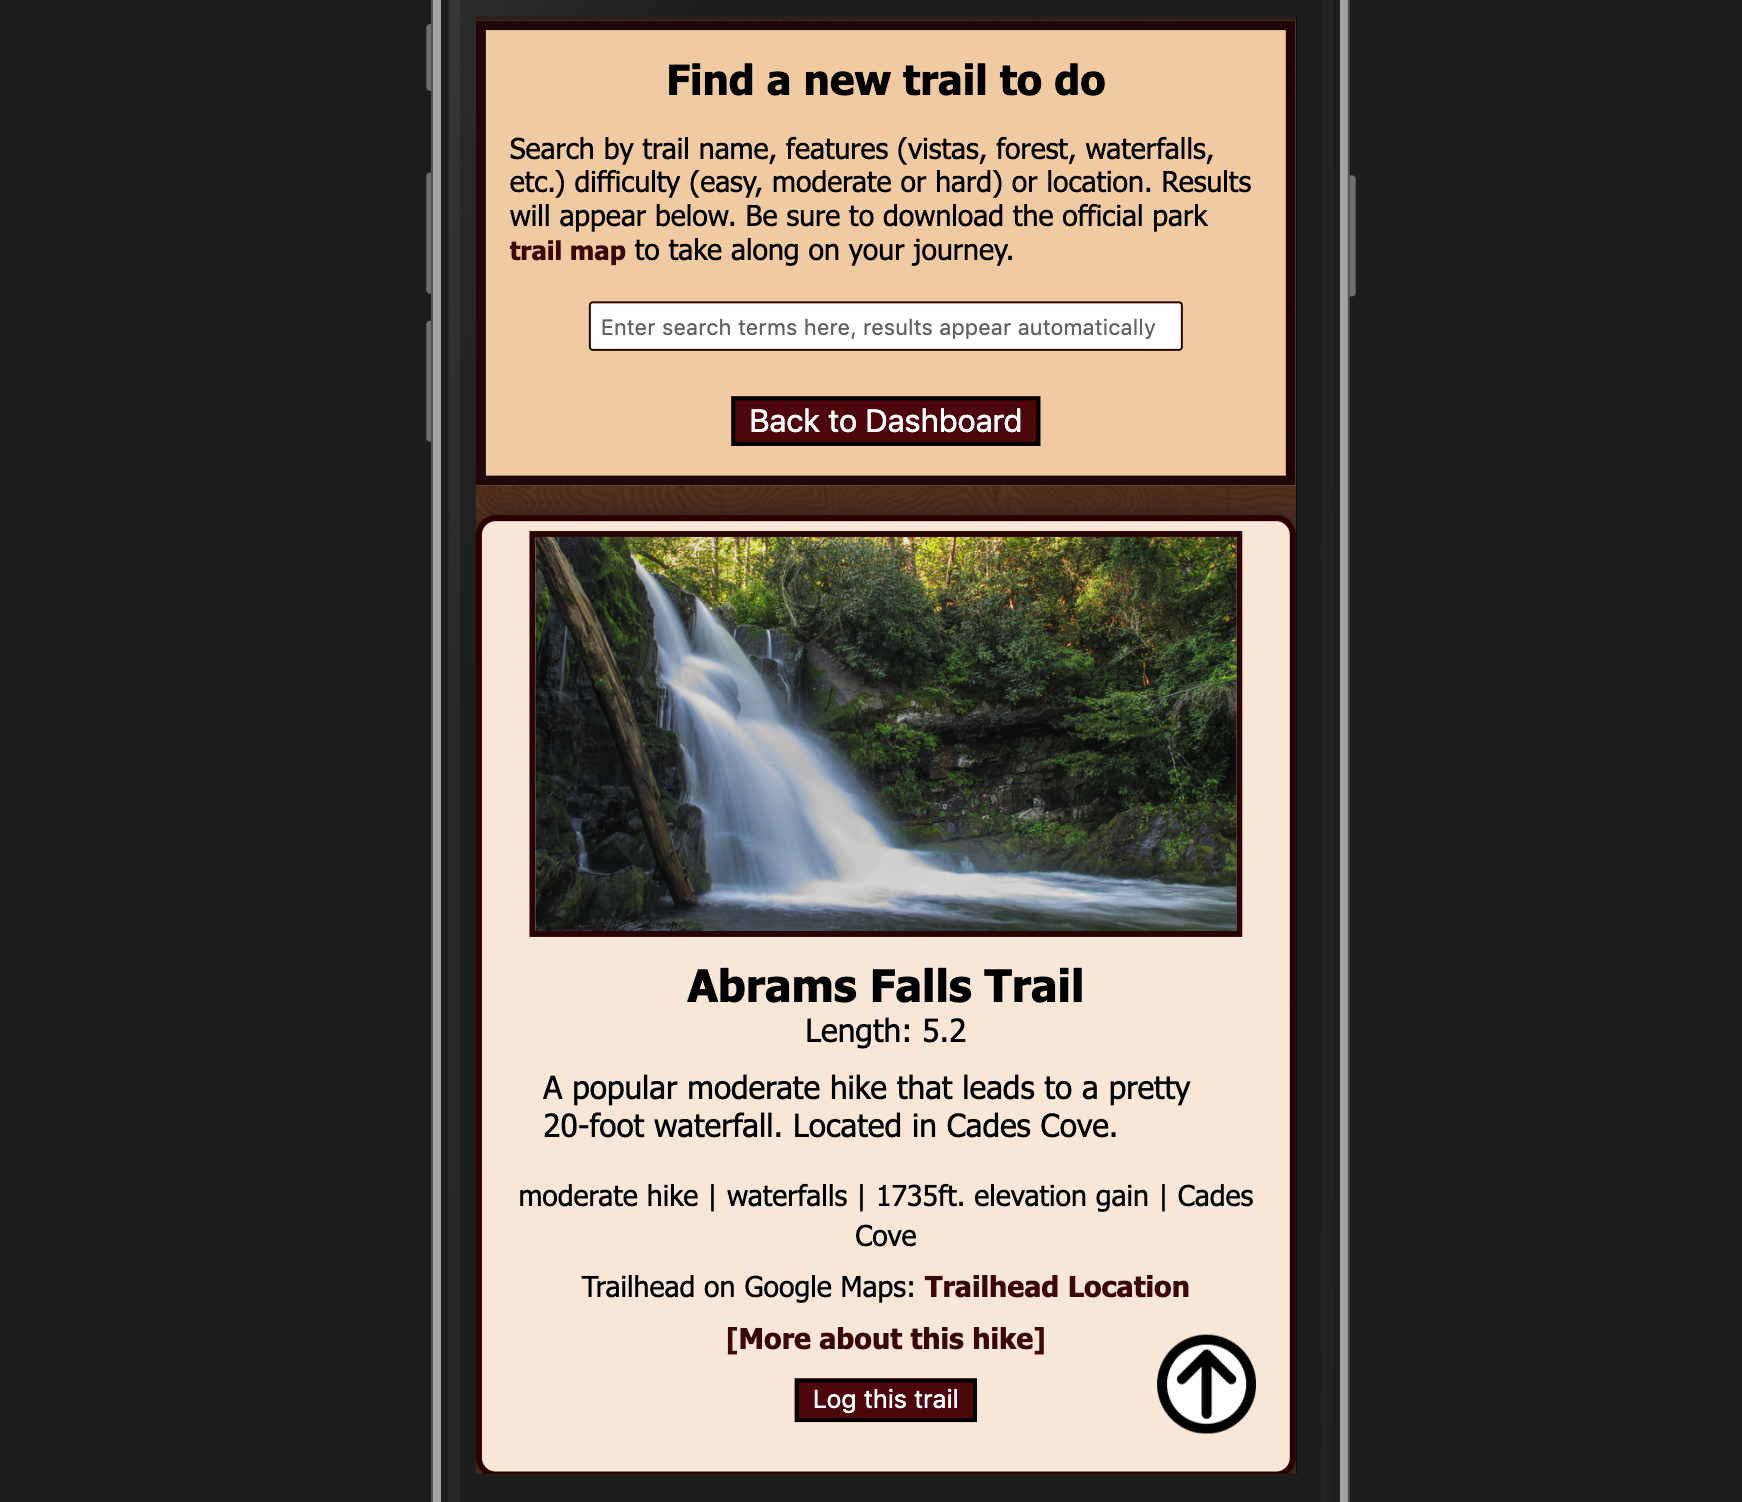 Find a new trail to do
Search by trail name, features (vistas, forest, waterfalls,
etc.) difficulty (easy, moderate or hard) or location. Results
will appear below. Be sure to download the official park
trail map to take along on your journey.
Enter search terms here, results appear automatically
Back to Dashboard
Abrams Falls Trail
Length: 5.2
A popular moderate hike that leads to a pretty
20-foot waterfall. Located in Cades Cove.
moderate hike | waterfalls | 1735ft. elevation gain | Cades
Cove
Trailhead on Google Maps: Trailhead Location
[More about this hike]
Log this trail